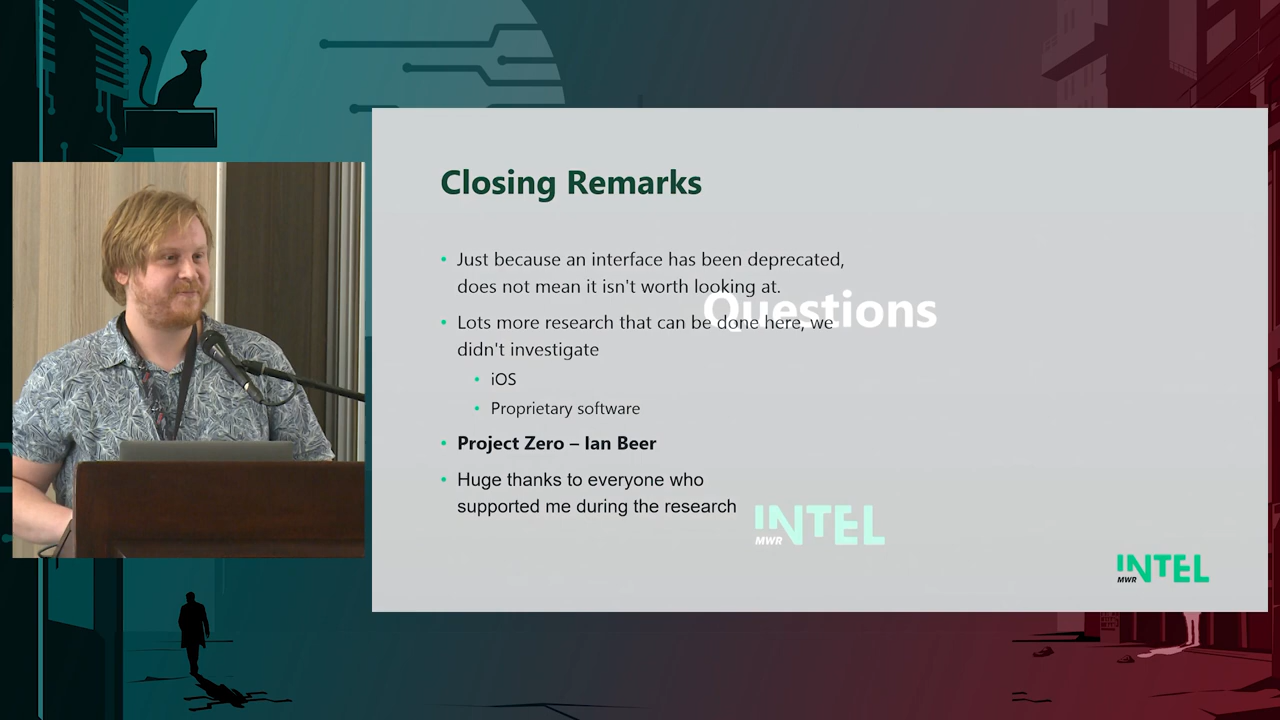 Closing Remarks
• Just because an interface has been deprecated,
does not mean it isn't worth looking at.
Questions
• Lots more research that can be done here, we
didn't investigate
• iOS
• Proprietary software
• Project Zero – Ian Beer
• Huge thanks to everyone who
supported me during the research
INTEL
MWR
INTEL
MWR